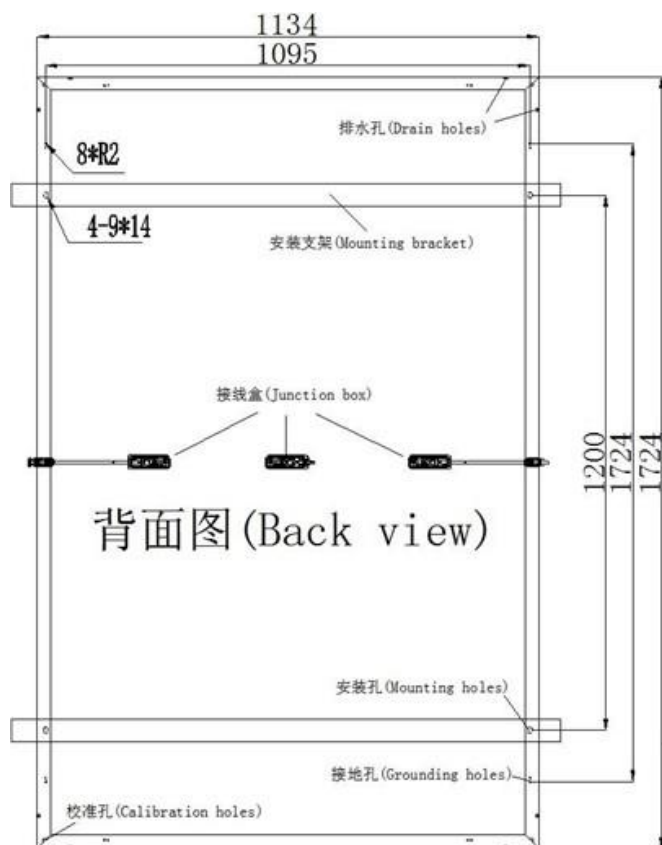 1134
1095
排水孔(Drain holes)
8*R2
4-9*14
安装支架(Mounting bracket)
接线盒(Junction box)
1200
1724
1724
背面图(Back view)
安装孔(Mounting holes)
接地孔(Grounding holes)
校准孔(Calibration holes)